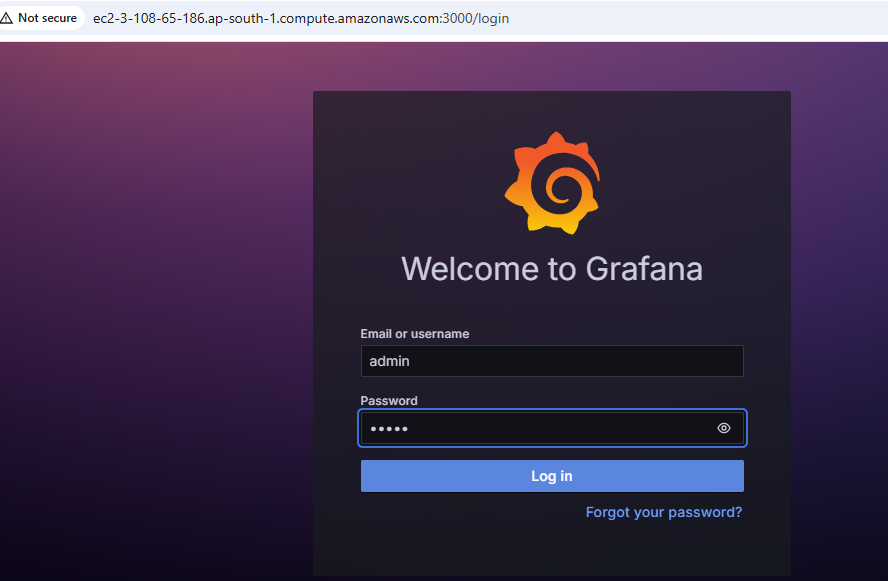 Not secure ec2-3-108-65-186.ap-south-1.compute.amazonaws.com:3000/login
Welcome to Grafana
Email or username
admin
Password
•••••
Log in
Forgot your password?